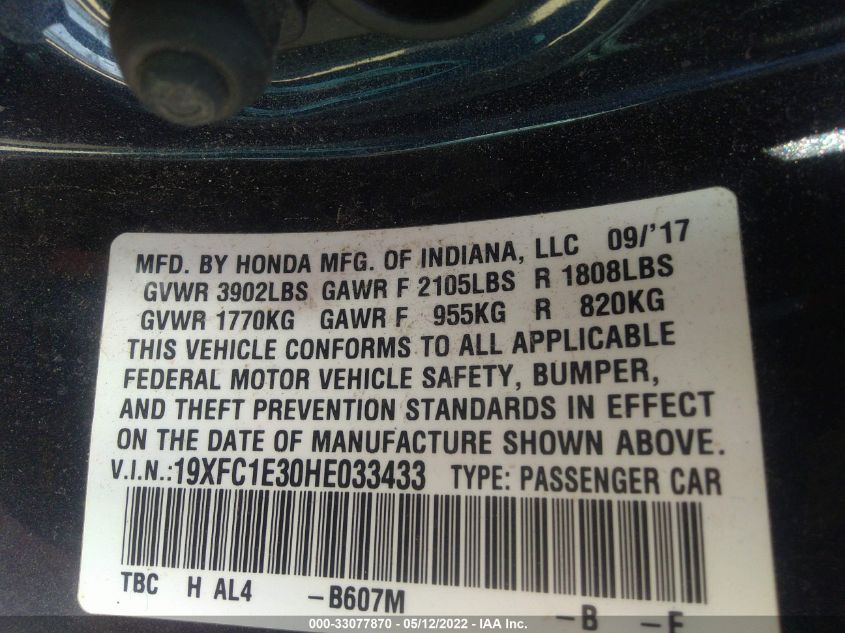 MFD. BY HONDA MFG. OF INDIANA, LLC 09/'17
GVWR 3902LBS GAWR F 2105LBS R 1808LBS
GVWR 1770KG GAWR F 955KG R 820KG
THIS VEHICLE CONFORMS TO ALL APPLICABLE
FEDERAL MOTOR VEHICLE SAFETY, BUMPER,
AND THEFT PREVENTION STANDARDS IN EFFECT
ON THE DATE OF MANUFACTURE SHOWN ABOVE.
V.I.N.:19XFC1E30HE033433 TYPE: PASSENGER CAR
TBC H AL4 -B607M -B -F
000-33077870 - 05/12/2022 - IAA Inc.